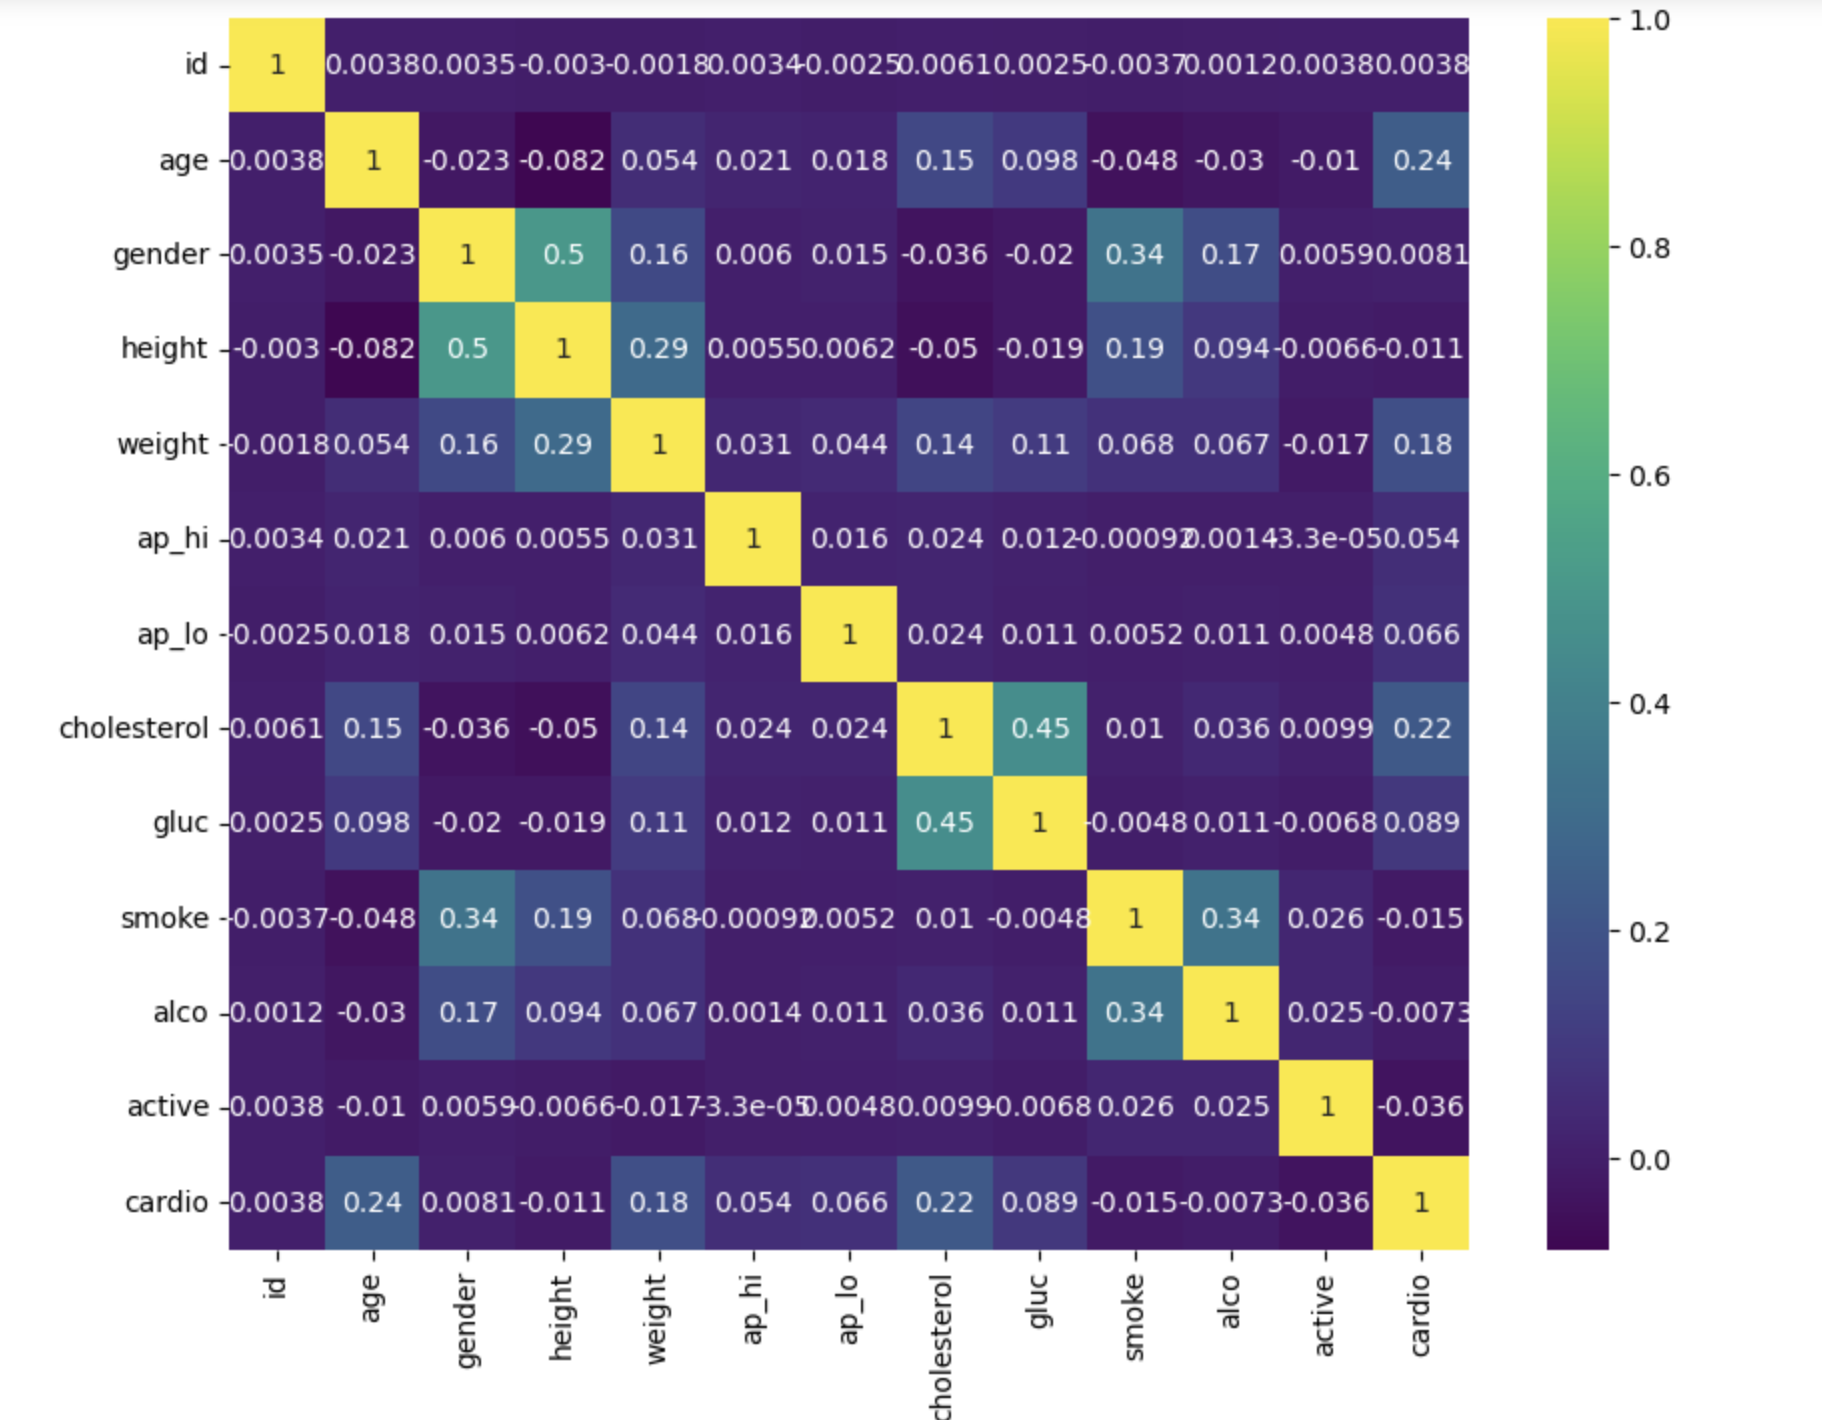 1.0
id 1 0.0038 0.0035 -0.003 -0.0018 0.0034 -0.0025 0.0061 0.0025 -0.0037 0.0012 0.0038 0.0038
age 0.0038 1 -0.023 -0.082 0.054 0.021 0.018 0.15 0.098 -0.048 -0.03 -0.01 0.24
0.8
gender 0.0035 -0.023 1 0.5 0.16 0.006 0.015 -0.036 -0.02 0.34 0.17 0.0059 0.0081
height -0.003 -0.082 0.5 1 0.29 0.0055 0.0062 -0.05 -0.019 0.19 0.094 -0.0066 -0.011
weight -0.0018 0.054 0.16 0.29 1 0.031 0.044 0.14 0.11 0.068 0.067 -0.017 0.18
0.6
ap_hi 0.0034 0.021 0.006 0.0055 0.031 1 0.016 0.024 0.012 -0.00092 0.0014 -3.3e-05 0.054
ap_lo -0.0025 0.018 0.015 0.0062 0.044 0.016 1 0.024 0.011 0.0052 0.011 0.0048 0.066
0.4
cholesterol 0.0061 0.15 -0.036 -0.05 0.14 0.024 0.024 1 0.45 0.01 0.036 0.0099 0.22
gluc 0.0025 0.098 -0.02 -0.019 0.11 0.012 0.011 0.45 1 -0.0048 0.011 -0.0068 0.089
smoke -0.0037 -0.048 0.34 0.19 0.068 -0.00092 0.0052 0.01 -0.0048 1 0.34 0.026 -0.015
0.2
alco 0.0012 -0.03 0.17 0.094 0.067 0.0014 0.011 0.036 0.011 0.34 1 0.025 -0.0073
active 0.0038 -0.01 0.0059 -0.0066 -0.017 -3.3e-05 0.0048 0.0099 -0.0068 0.026 0.025 1 -0.036
0.0
cardio 0.0038 0.24 0.0081 -0.011 0.18 0.054 0.066 0.22 0.089 -0.015 -0.0073 -0.036 1
id age gender height weight ap_hi ap_lo cholesterol gluc smoke alco active cardio